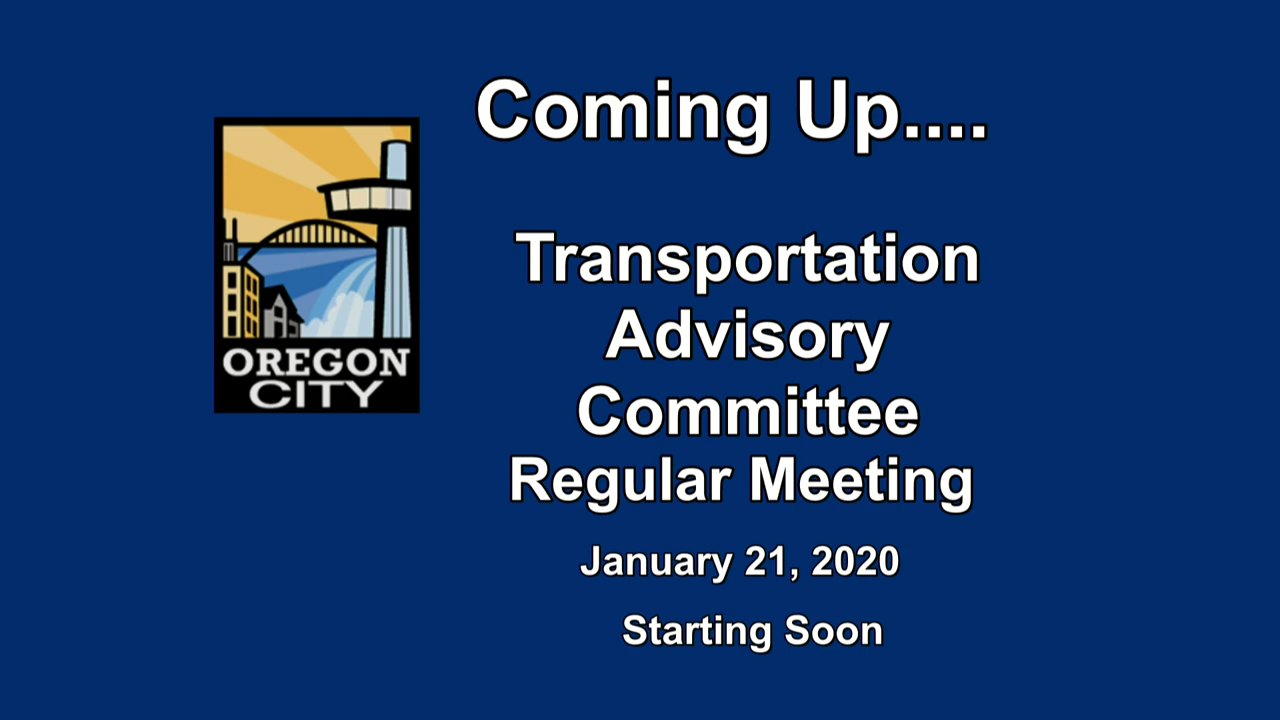 Coming Up....
OREGON
CITY
Transportation
Advisory
Committee
Regular Meeting
January 21, 2020
Starting Soon